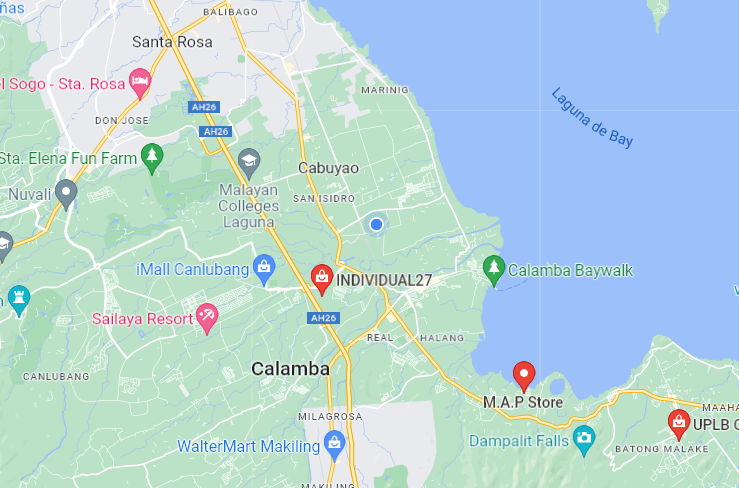 ñas
BALIBAGO
Santa Rosa
el Sogo - Sta. Rosa
MARINIG
AH26
DON JOSE
AH26
Laguna de Bay
Sta. Elena Fun Farm
Cabuyao
Nuvali
Malayan
Colleges
Laguna
SAN ISIDRO
iMall Canlubang
INDIVIDUAL27
Calamba Baywalk
Sailaya Resort
AH26
REAL
HALANG
Calamba
CANLUBANG
M.A.P Store
MILAGROSA
MAAHA
UPLB
WalterMart Makiling
Dampalit Falls
BATONG MALAKE
MAKILING